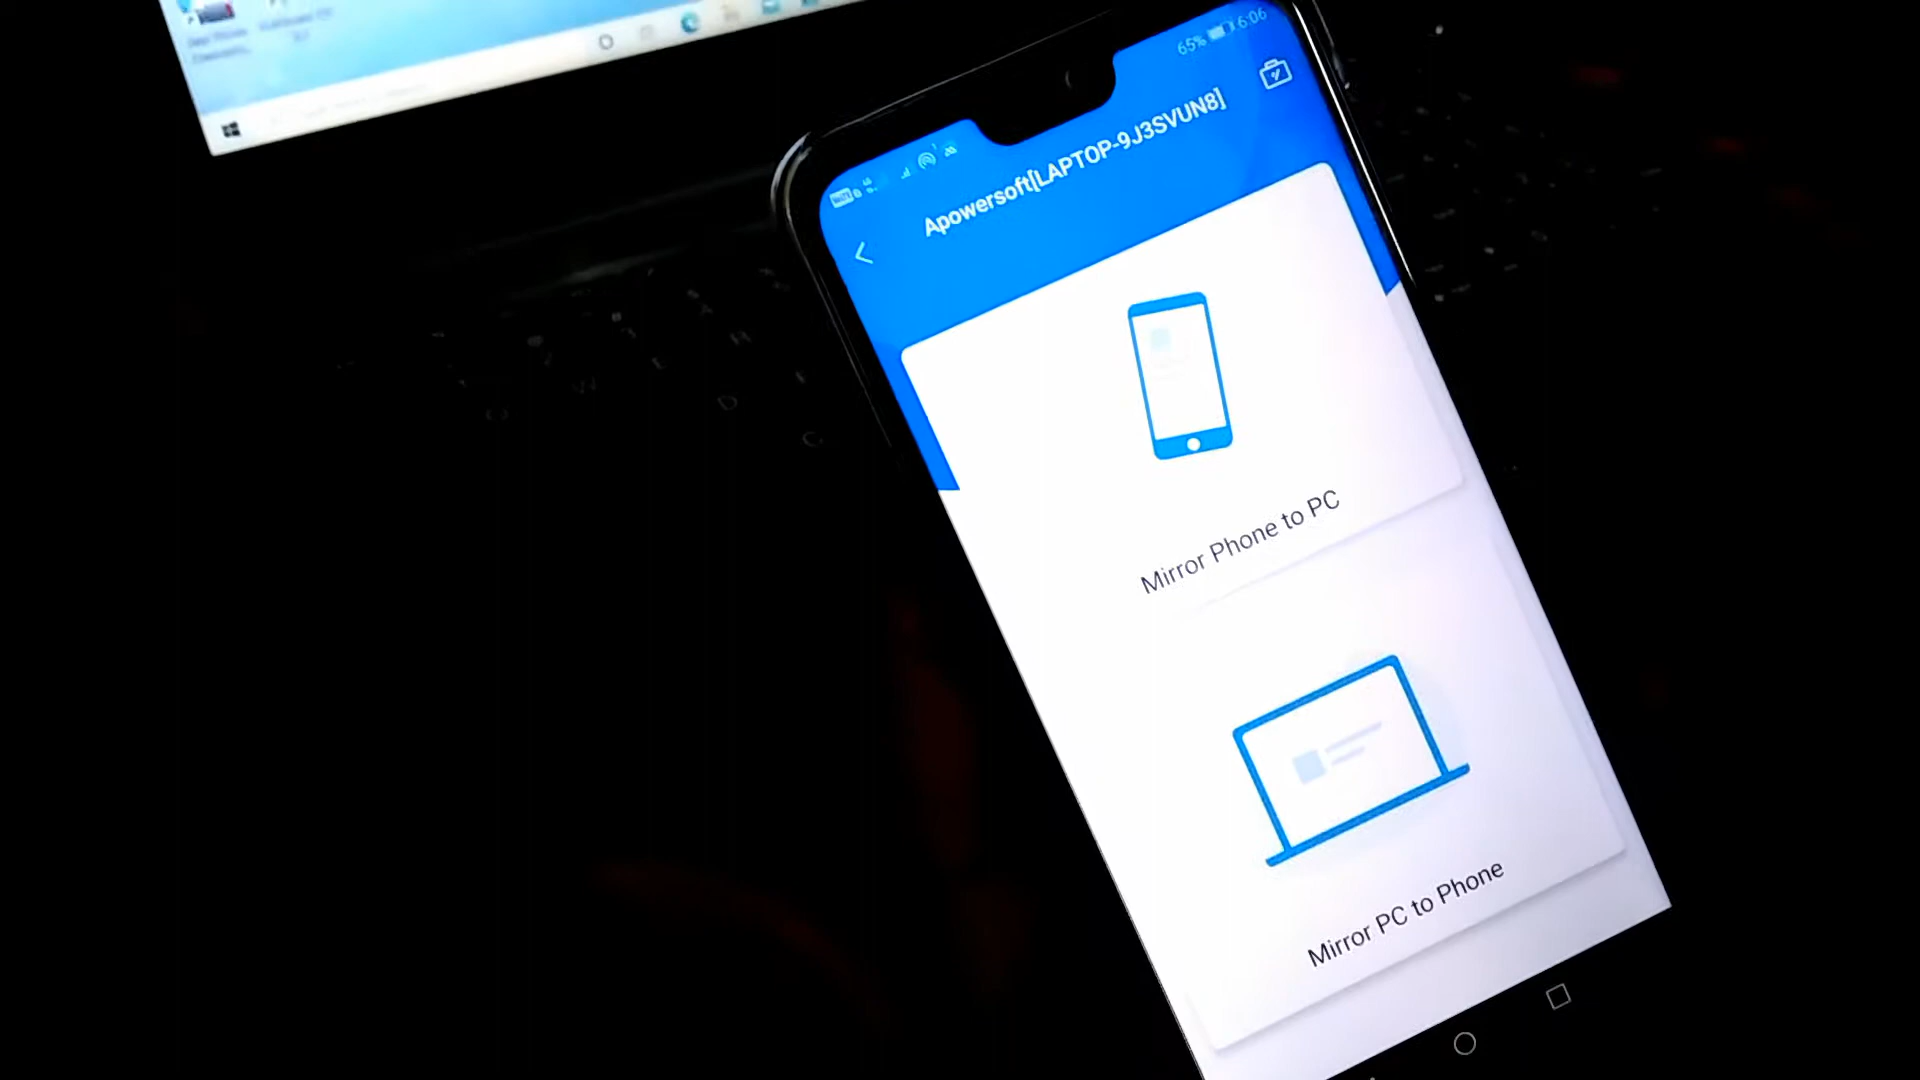 65% 6:06
Apowersoft[LAPTOP-9J3SVUN8]
Mirror Phone to PC
Mirror PC to Phone